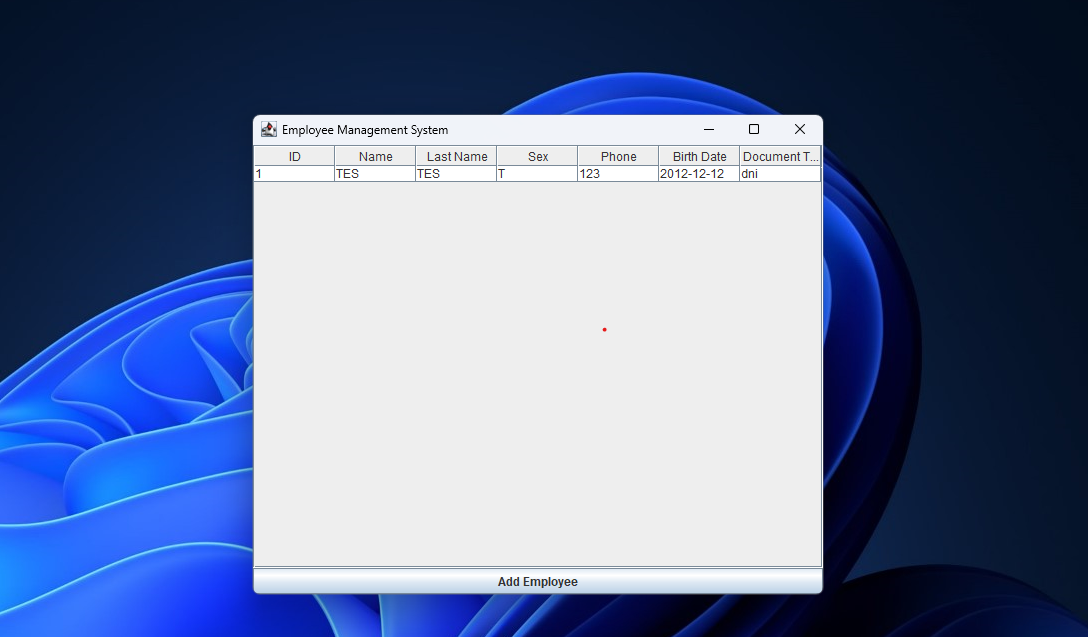 Employee Management System
ID Name Last Name Sex Phone Birth Date Document T...
1 TES TES T 123 2012-12-12 dni
Add Employee